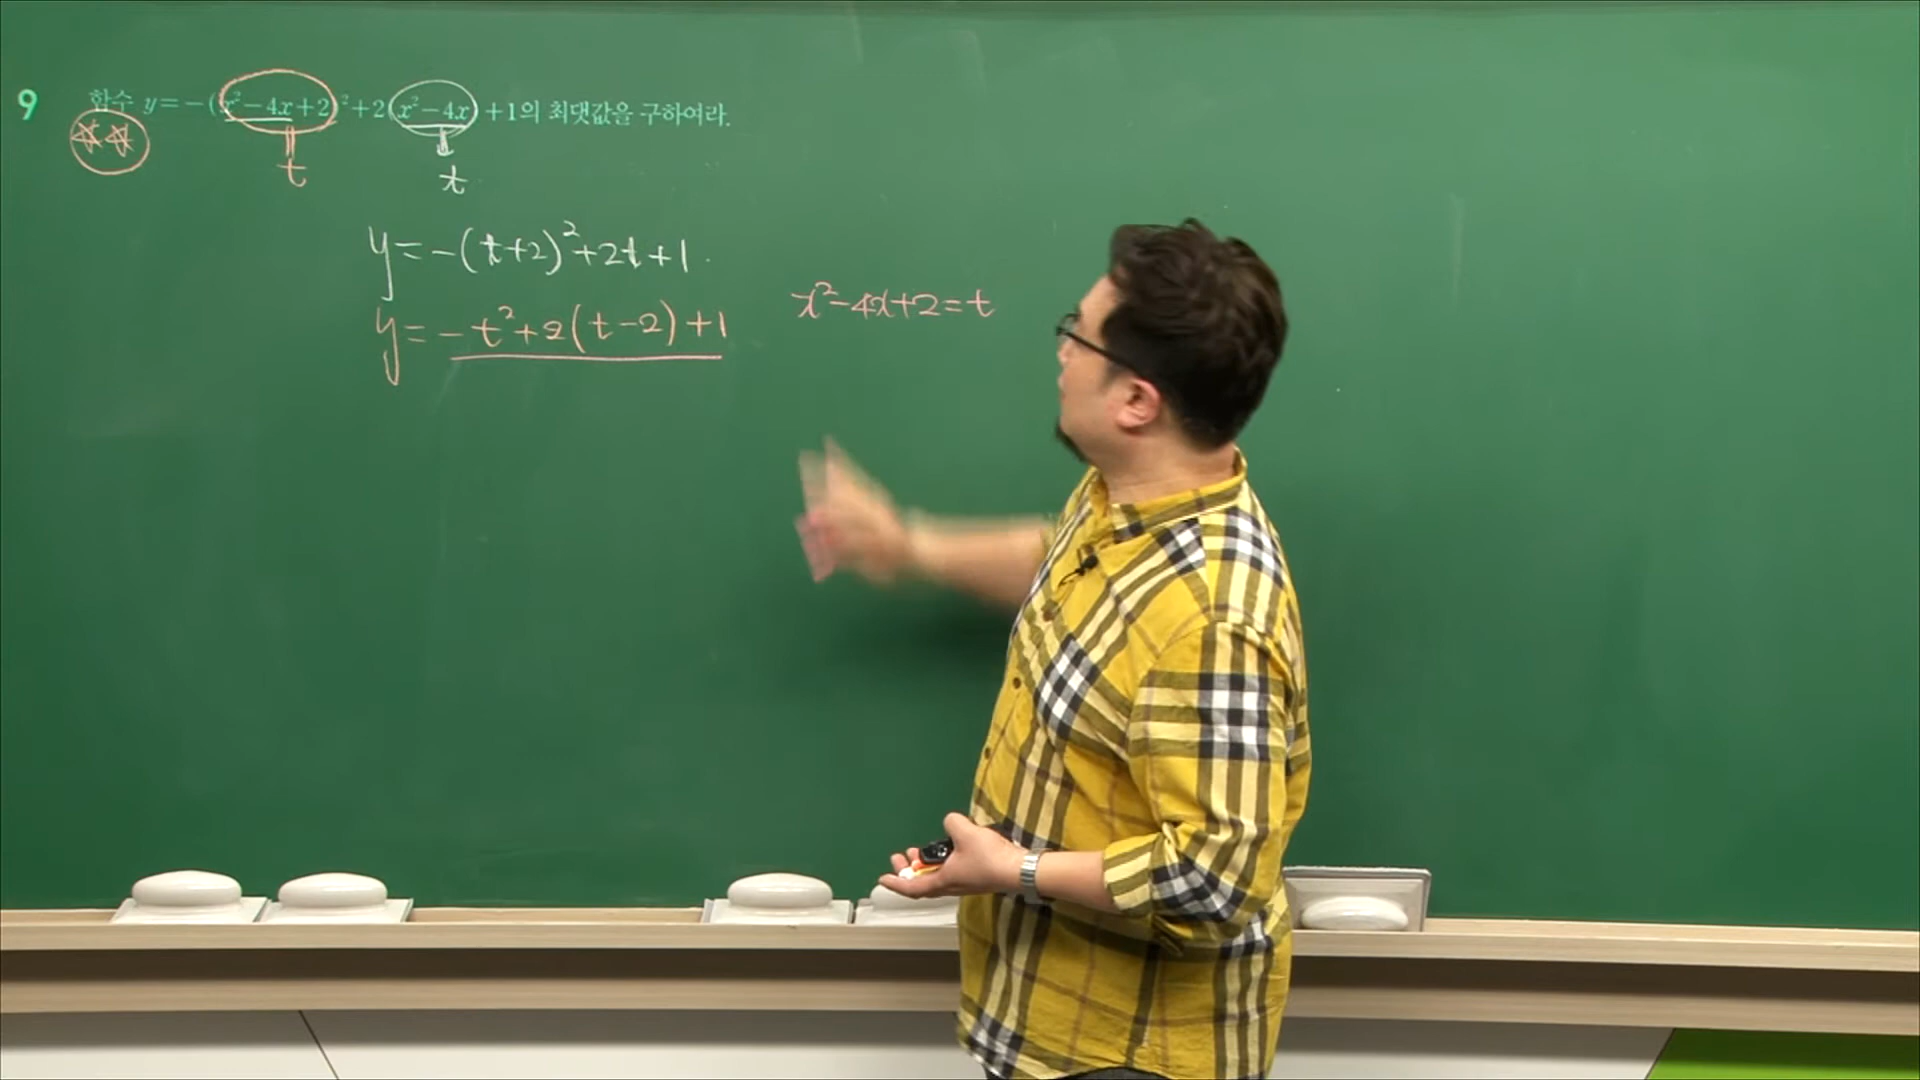 9 함수 y=-(x²-4x+2)²+2(x²-4x)+1의 최댓값을 구하여라.
t
t
y=-(t+2)²+2t+1
y=-t²+2(t-2)+1
x²-4x+2=t